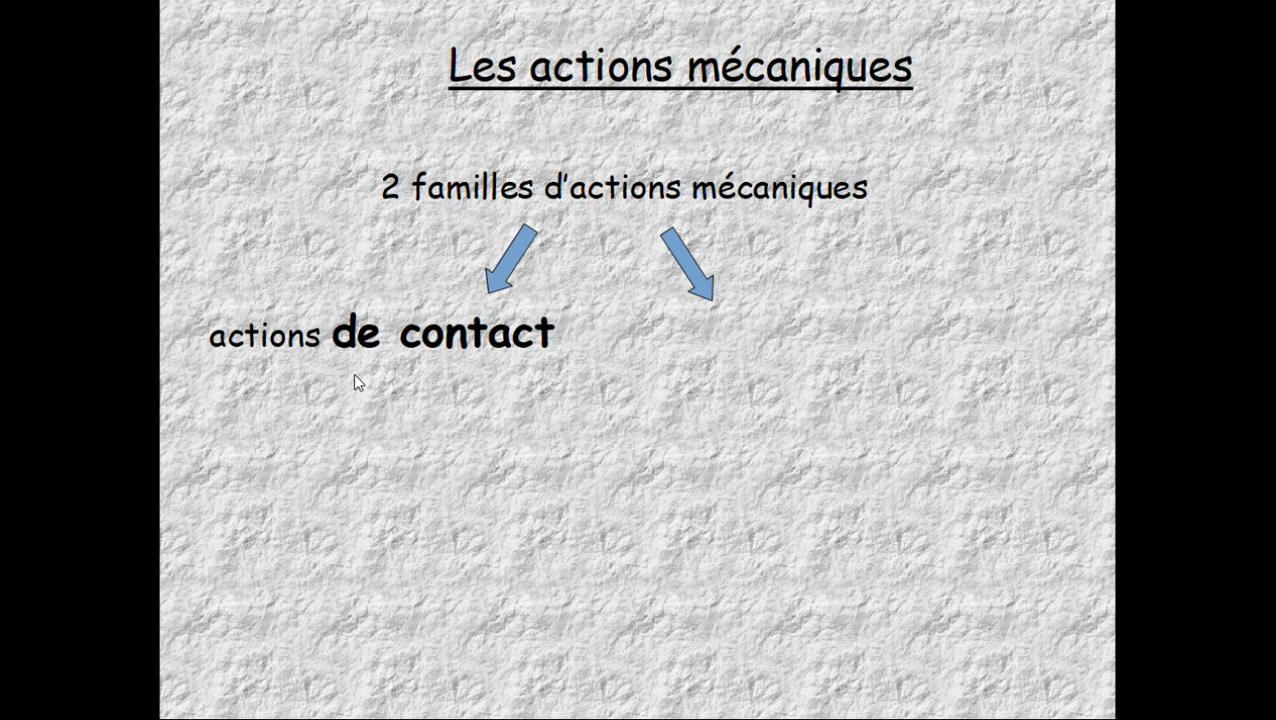 Les actions mécaniques
2 familles d’actions mécaniques
actions de contact